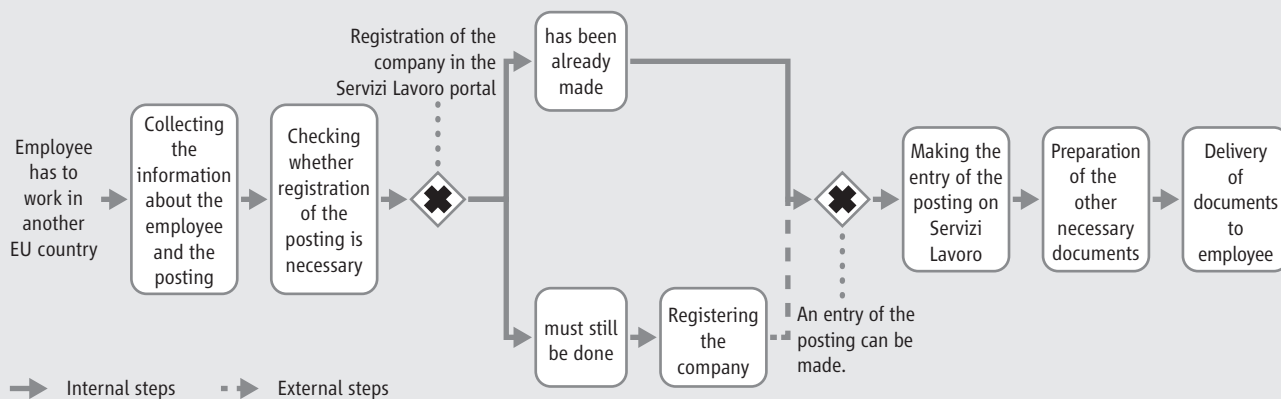 Employee
has to
work in
another
EU country
Collecting
the
information
about the
employee
and the
posting
Checking
whether
registration
of the
posting is
necessary
Registration of the
company in the
Servizi Lavoro portal
has been
already
made
must still
be done
Registering
the
company
An entry of the
posting can be
made.
Making the
entry of the
posting on
Servizi
Lavoro
Preparation
of the
other
necessary
documents
Delivery
of
documents
to
employee
Internal steps
External steps